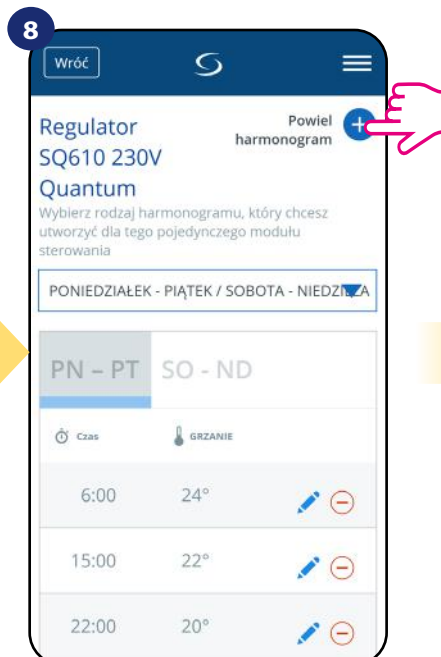 8
Wróć
Regulator
SQ610 230V
Quantum
Powiel
harmonogram
Wybierz rodzaj harmonogramu, który chcesz
utworzyć dla tego pojedynczego modułu
sterowania
PONIEDZIAŁEK - PIĄTEK / SOBOTA - NIEDZIELA
PN – PT SO - ND
Czas GRZANIE
6:00 24°
15:00 22°
22:00 20°